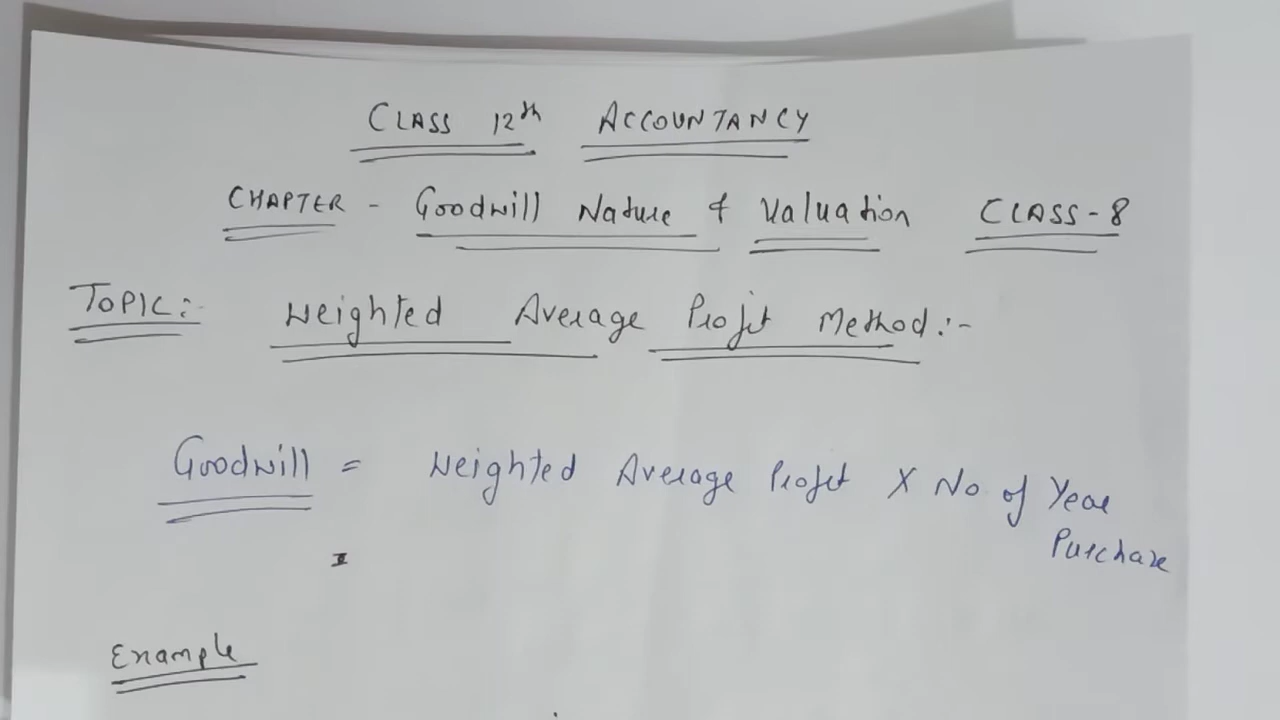 CLASS 12th ACCOUNTANCY
CHAPTER - Goodwill Nature & Valuation CLASS-8
TOPIC:- Weighted Average Profit Method:-
Goodwill = Weighted Average Profit X No of Year
Purchase
Example